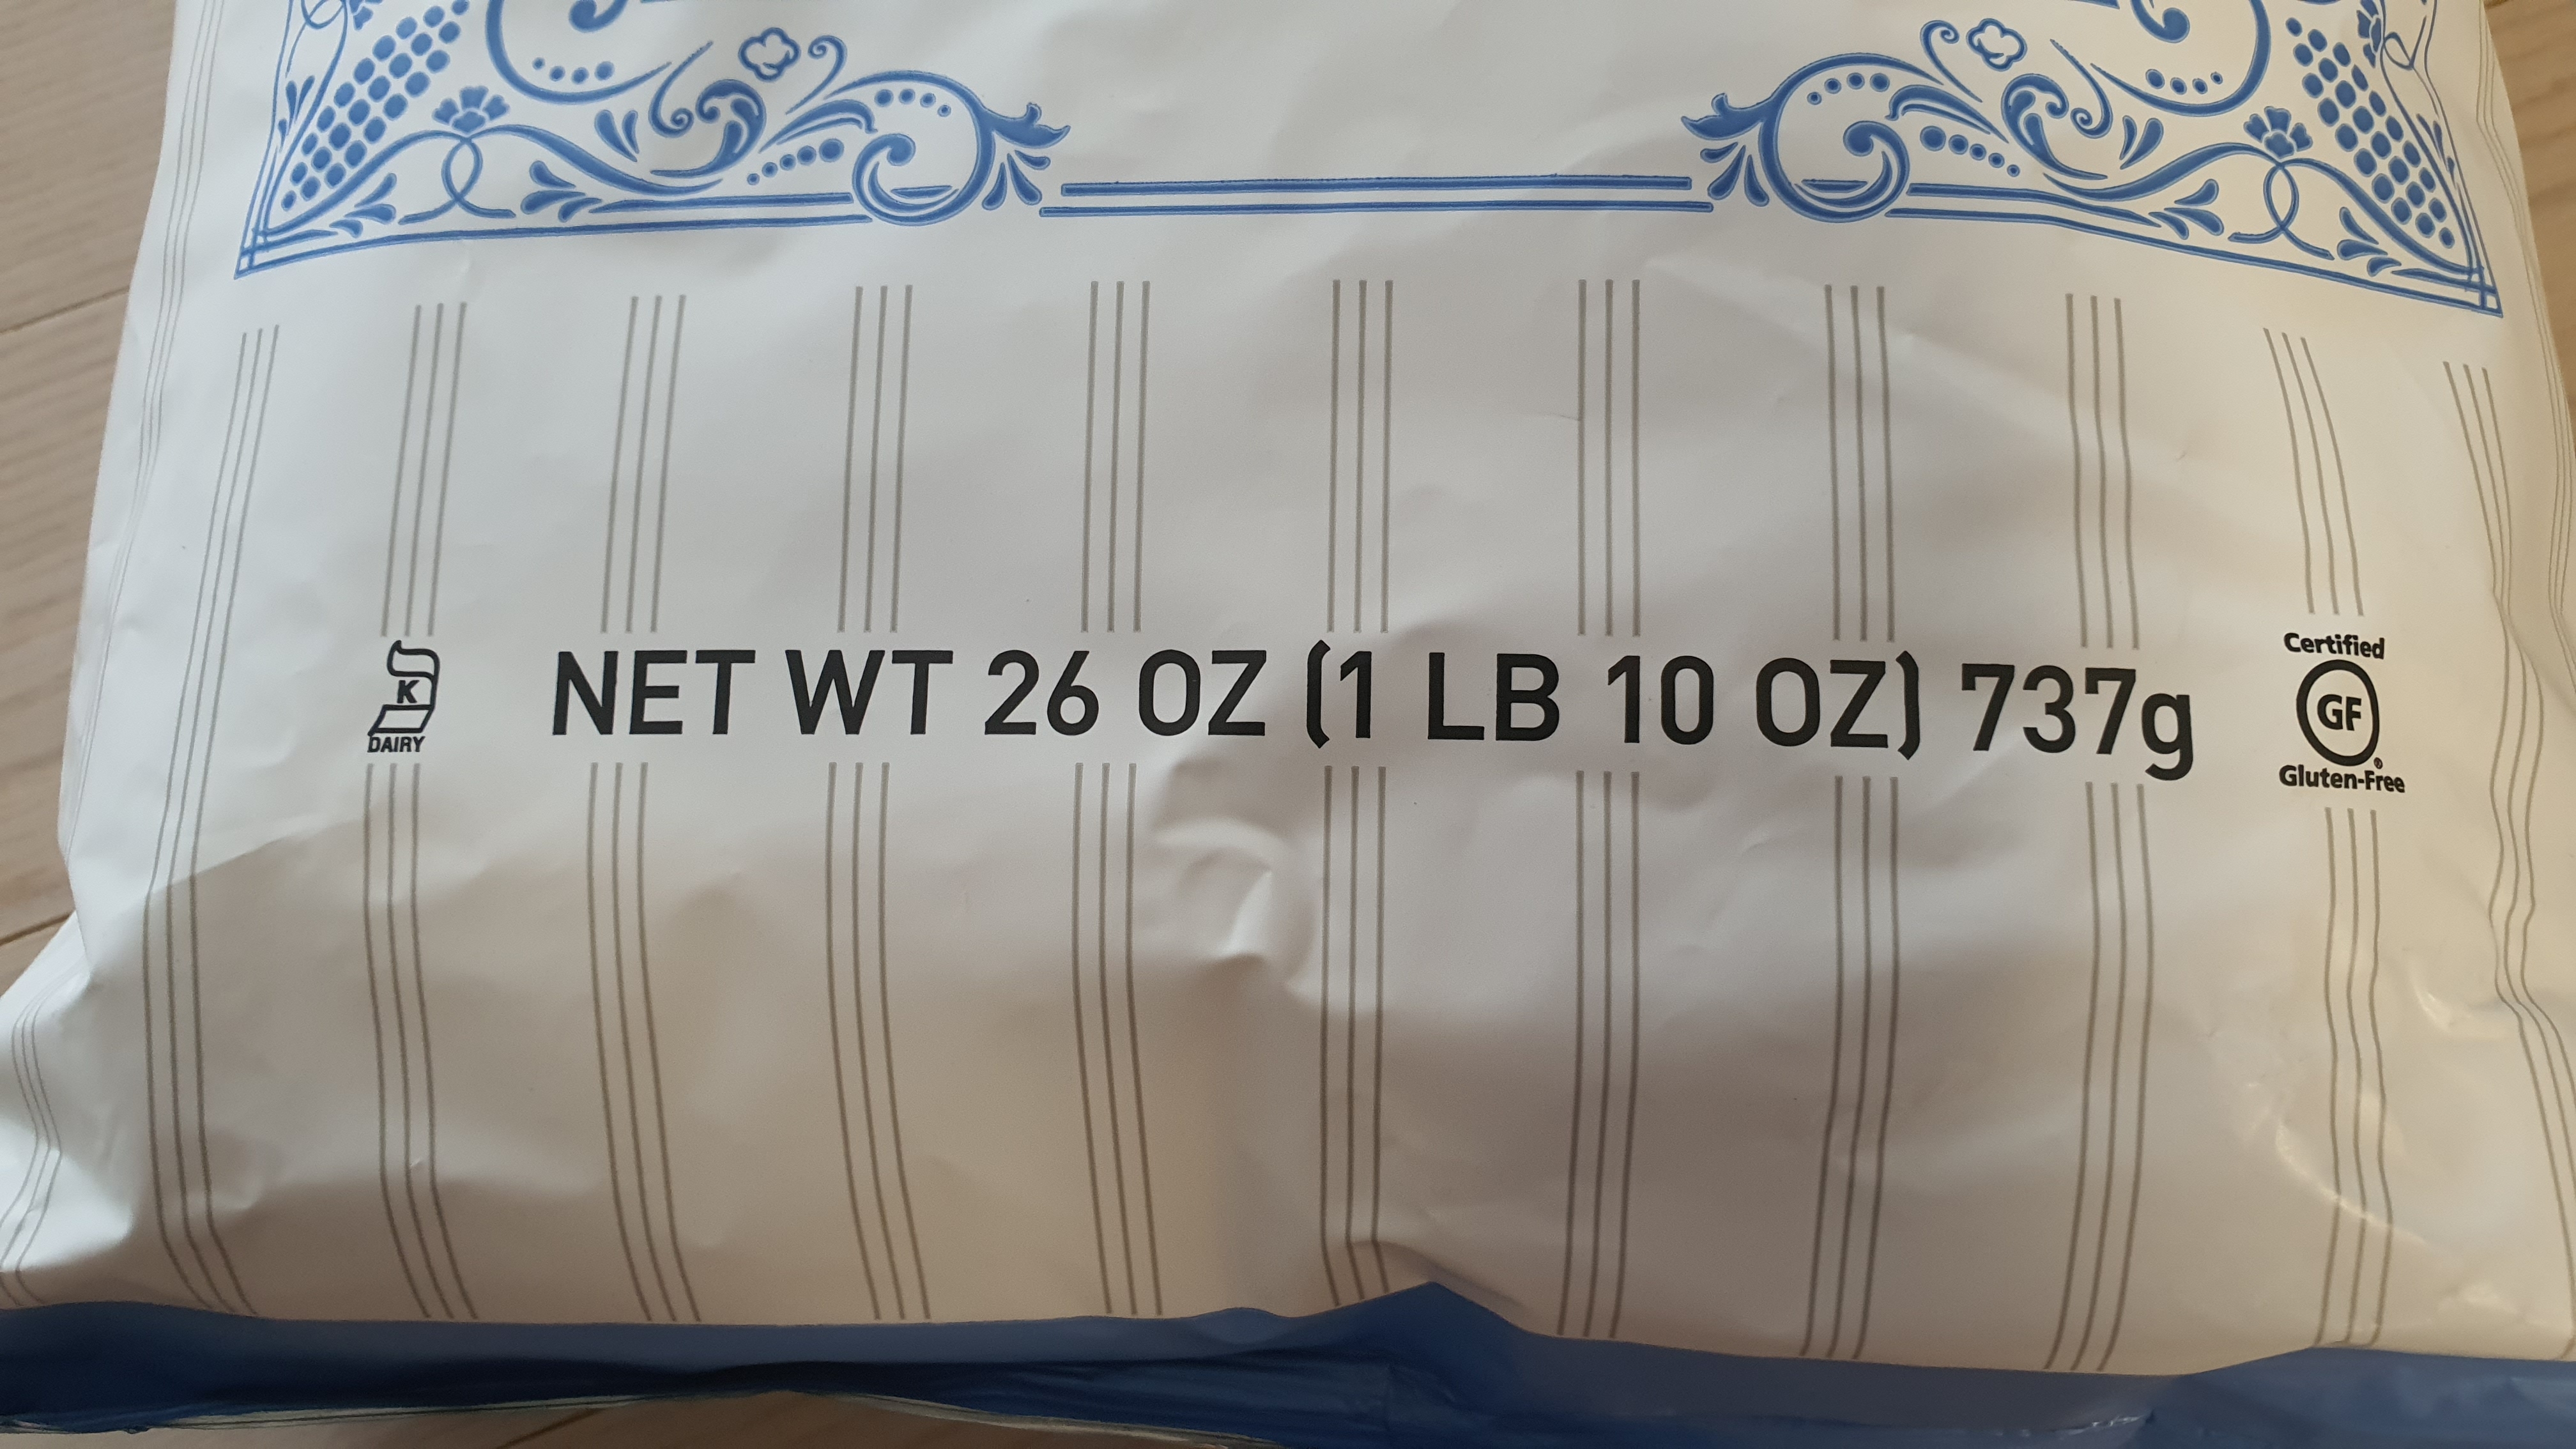 K
DAIRY
NET WT 26 OZ (1 LB 10 OZ) 737g
Certified
GF
®
Gluten-Free